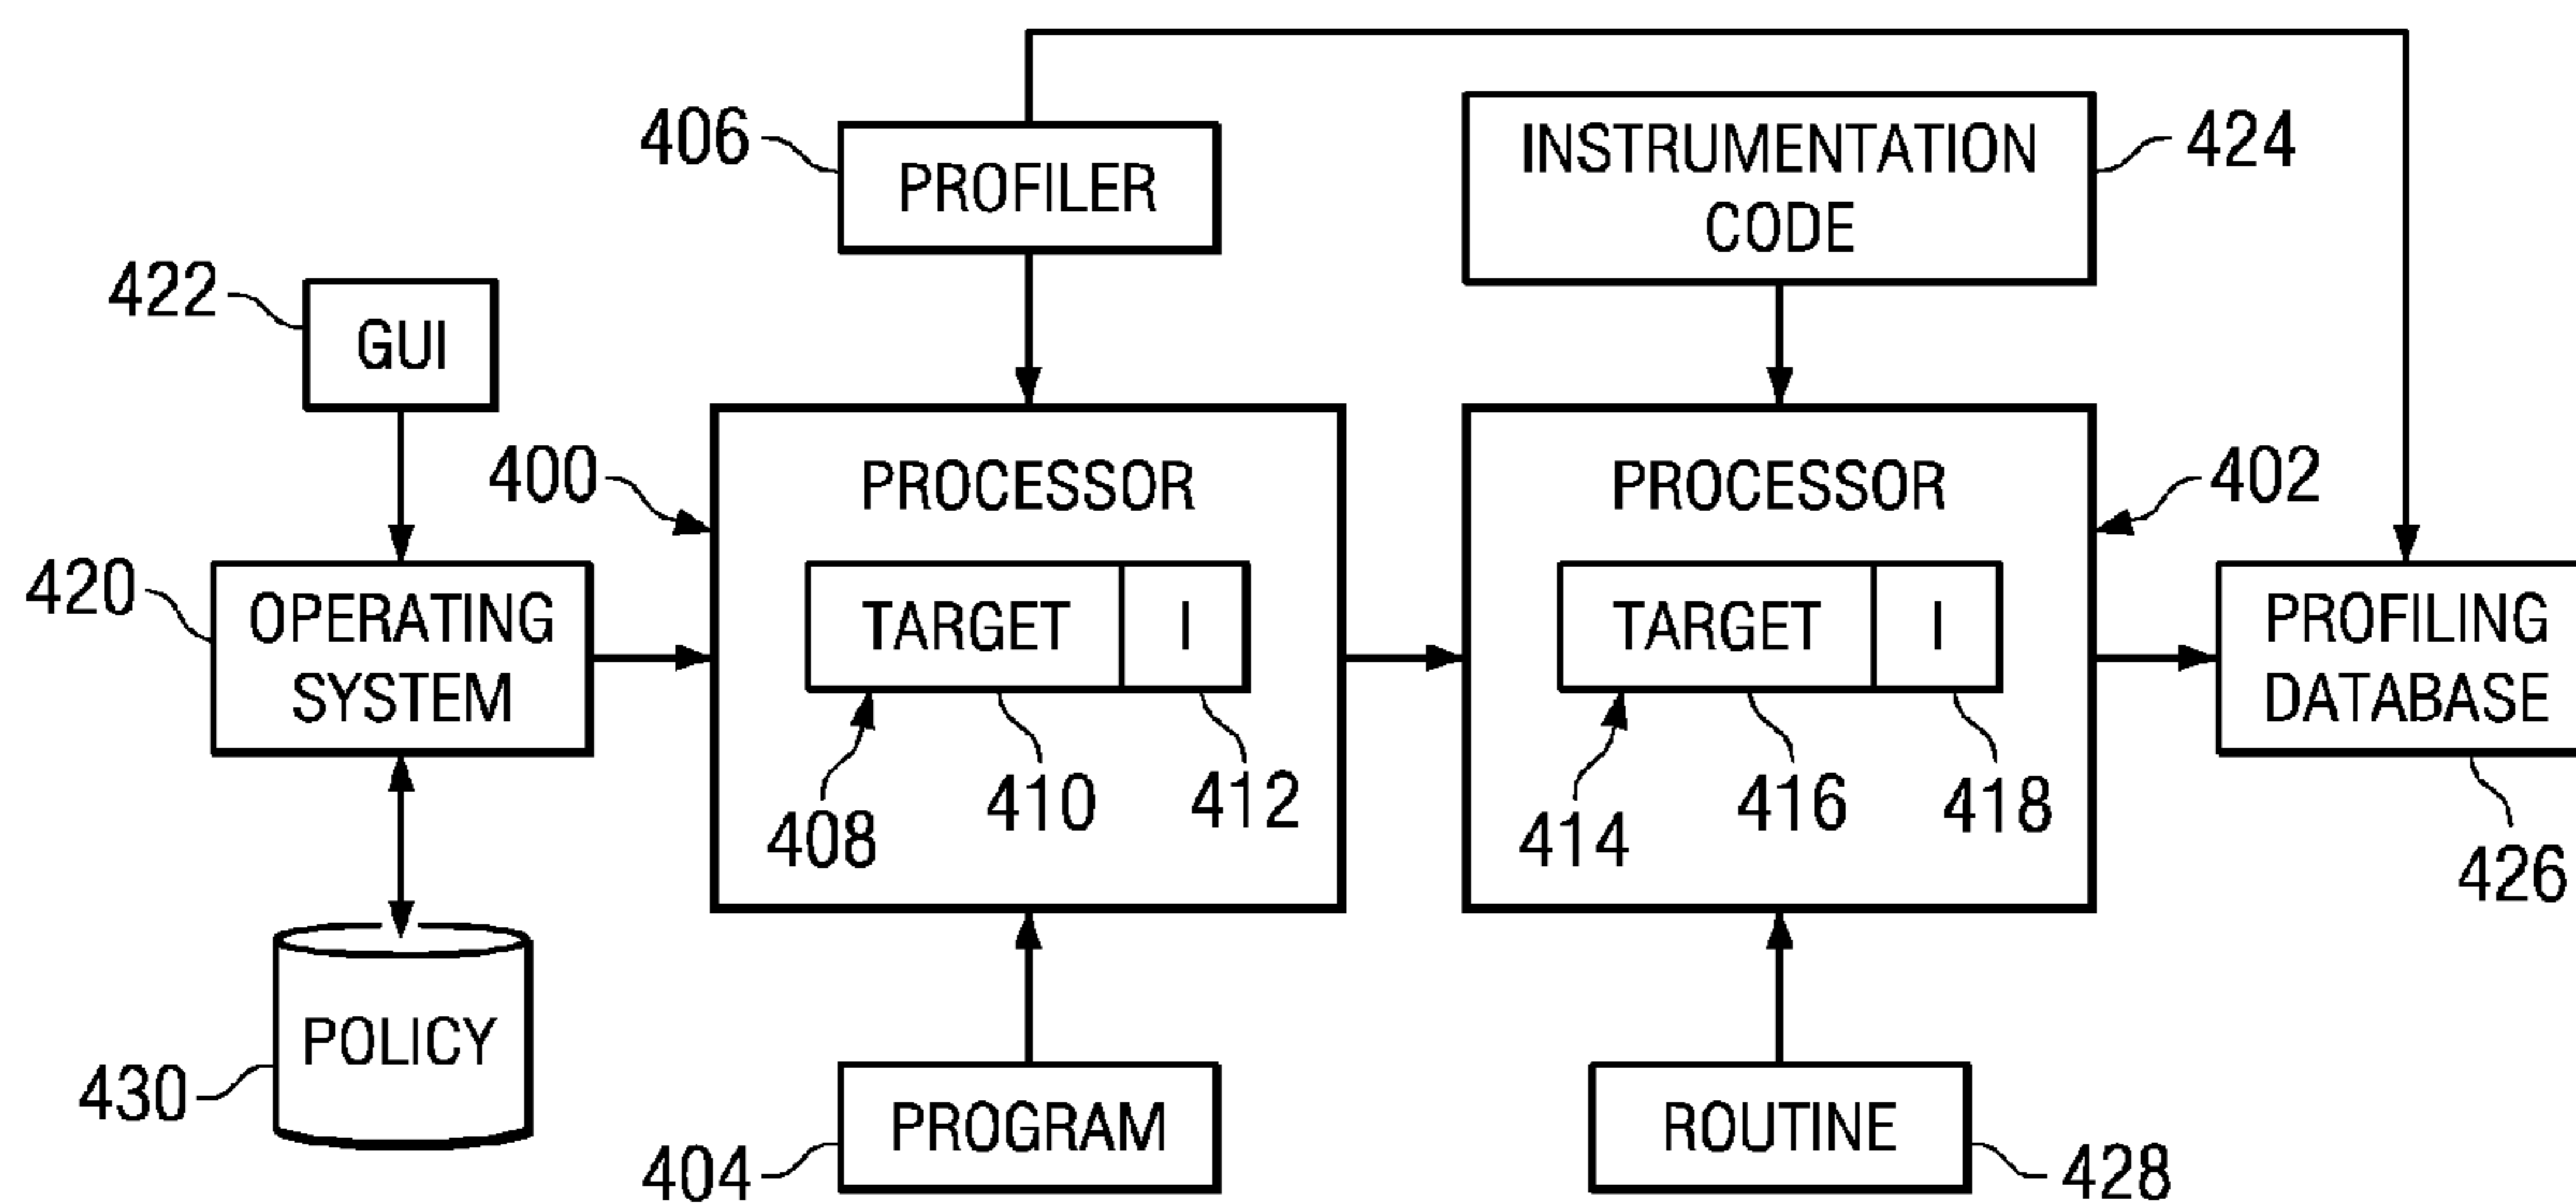 406
PROFILER
INSTRUMENTATION
CODE
424
422
GUI
400
PROCESSOR
PROCESSOR
402
420
OPERATING
SYSTEM
TARGET
I
TARGET
I
PROFILING
DATABASE
408
410
412
414
416
418
426
POLICY
430
PROGRAM
404
ROUTINE
428